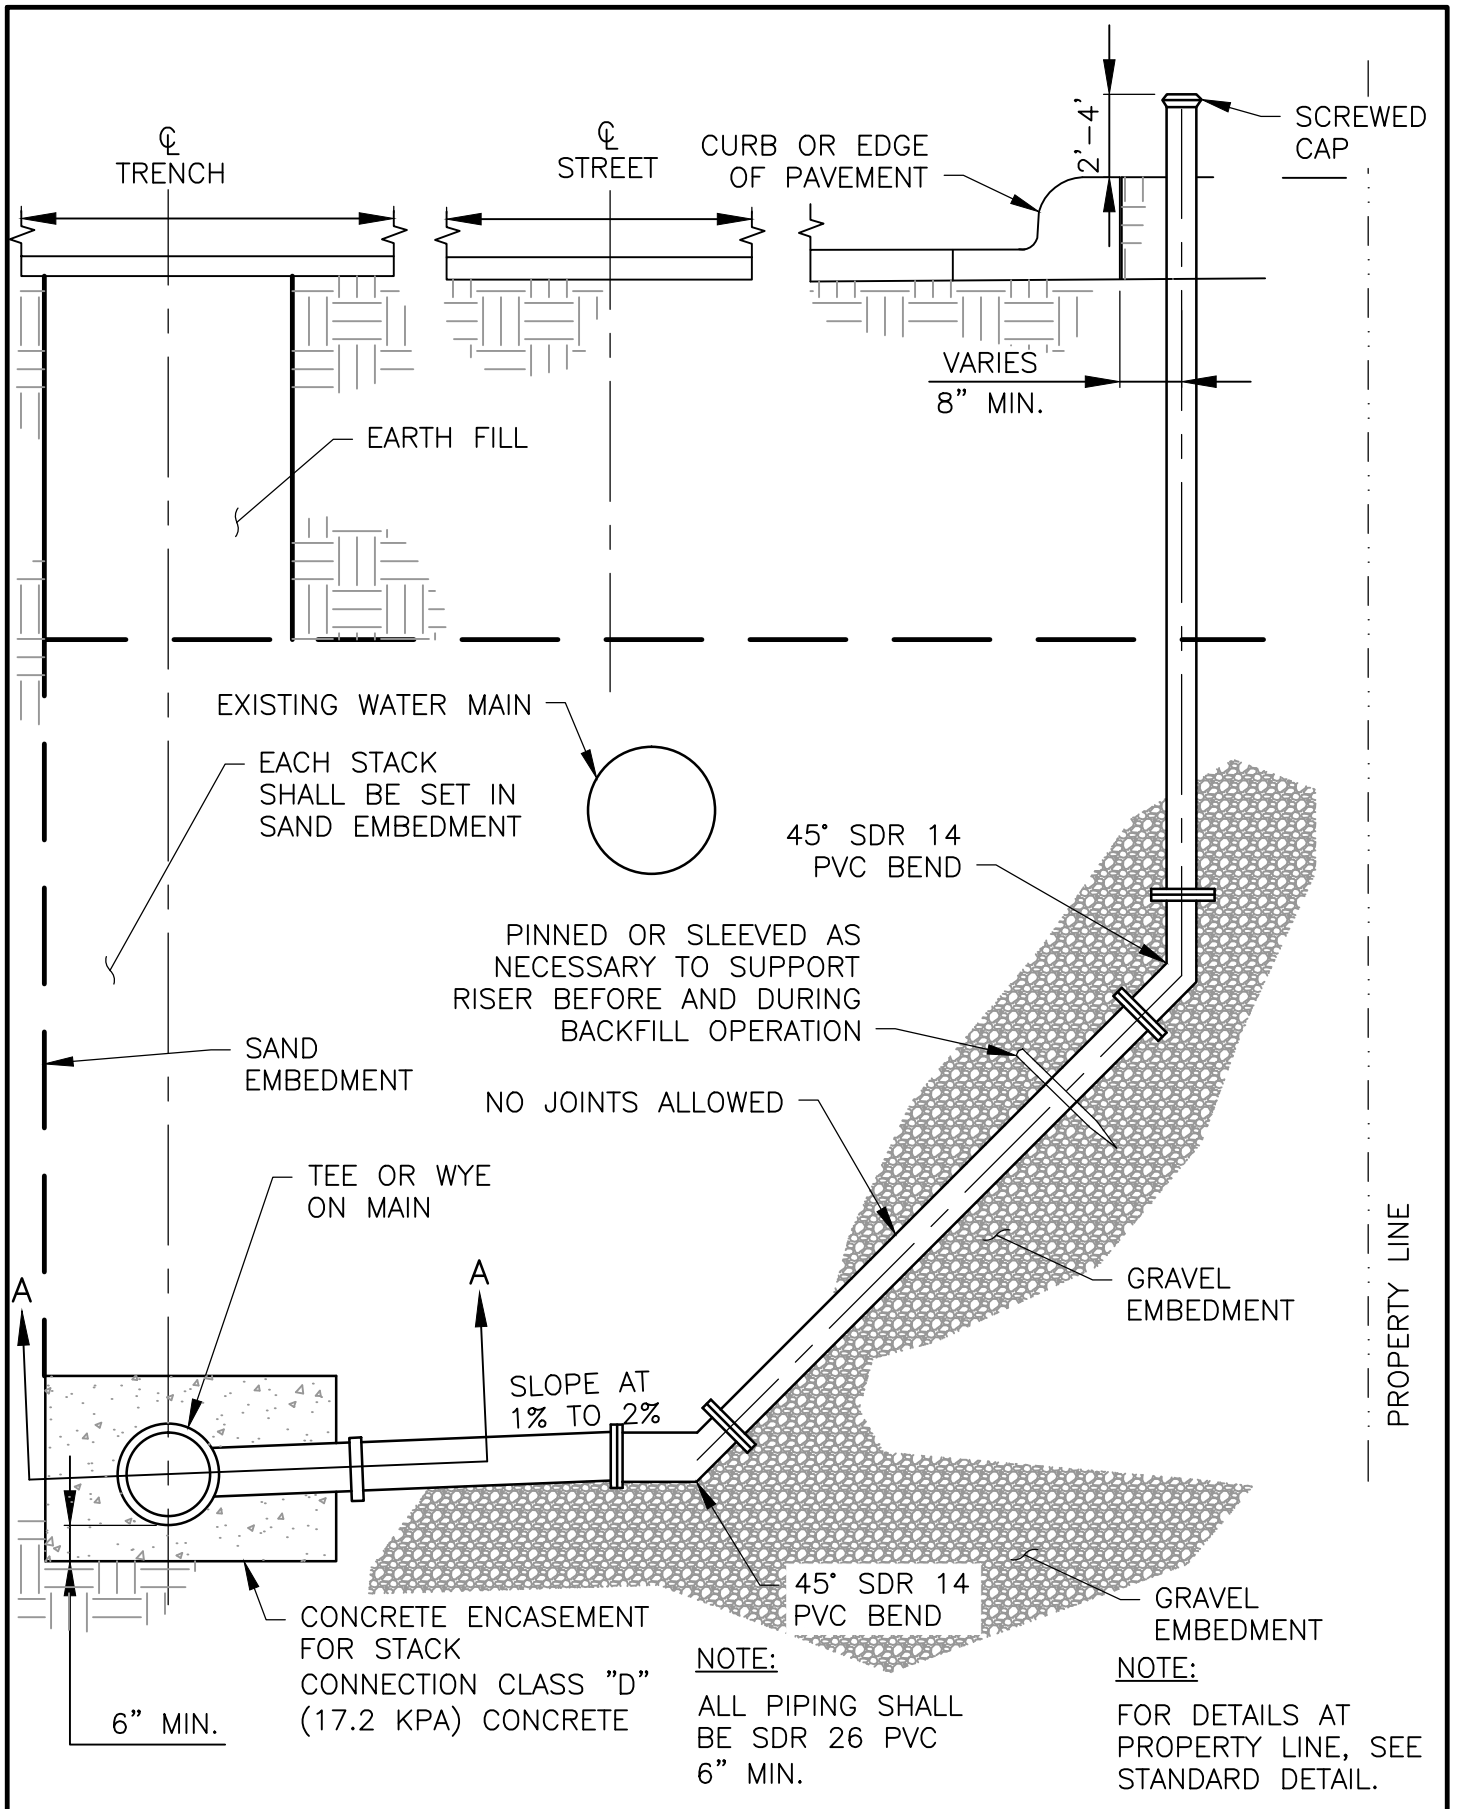 ℄
TRENCH
℄
STREET
CURB OR EDGE
OF PAVEMENT
2'-4'
SCREWED
CAP
VARIES
8" MIN.
EARTH FILL
EXISTING WATER MAIN
EACH STACK
SHALL BE SET IN
SAND EMBEDMENT
45° SDR 14
PVC BEND
PINNED OR SLEEVED AS
NECESSARY TO SUPPORT
RISER BEFORE AND DURING
BACKFILL OPERATION
SAND
EMBEDMENT
NO JOINTS ALLOWED
TEE OR WYE
ON MAIN
A
A
GRAVEL
EMBEDMENT
PROPERTY LINE
SLOPE AT
1% TO 2%
45° SDR 14
PVC BEND
GRAVEL
EMBEDMENT
CONCRETE ENCASEMENT
FOR STACK
CONNECTION CLASS "D"
(17.2 KPA) CONCRETE
6" MIN.
NOTE:
ALL PIPING SHALL
BE SDR 26 PVC
6" MIN.
NOTE:
FOR DETAILS AT
PROPERTY LINE, SEE
STANDARD DETAIL.